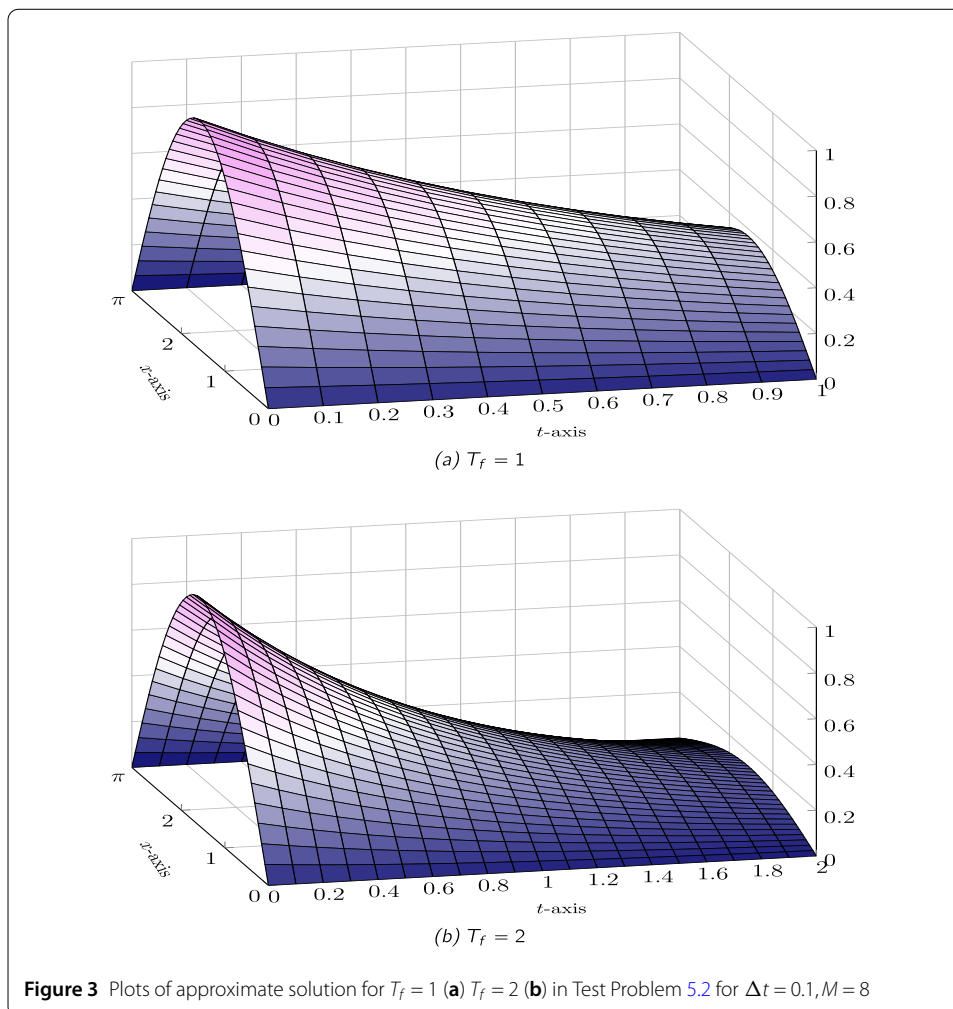 1
0.8
0.6
0.4
0.2
0
π
2
1
0
x-axis
0 0.1 0.2 0.3 0.4 0.5 0.6 0.7 0.8 0.9 1
t-axis
(a) T_f = 1
1
0.8
0.6
0.4
0.2
0
π
2
1
0
x-axis
0 0.2 0.4 0.6 0.8 1 1.2 1.4 1.6 1.8 2
t-axis
(b) T_f = 2
Figure 3 Plots of approximate solution for T_f = 1 (a) T_f = 2 (b) in Test Problem 5.2 for Δt = 0.1, M = 8